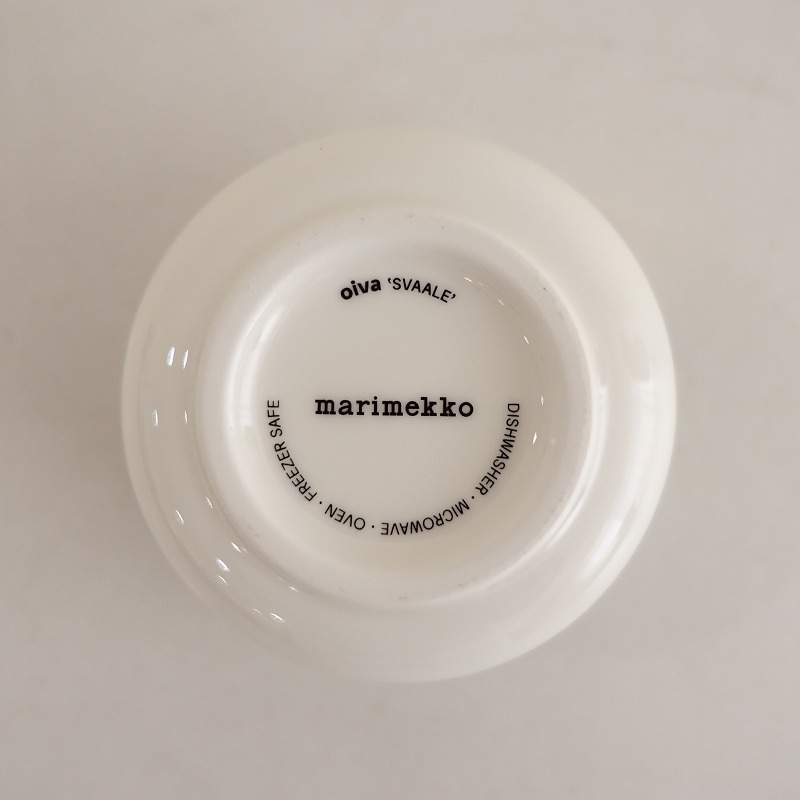 oiva ‘SVAALE’
marimekko
DISHWASHER · MICROWAVE · OVEN · FREEZER SAFE